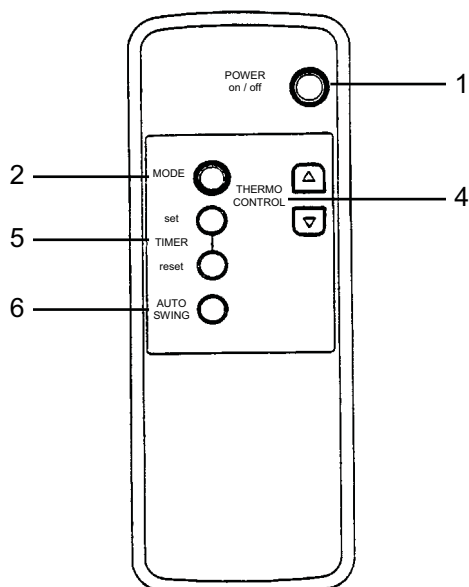 POWER
on / off
1
2
MODE
THERMO
CONTROL
4
set
5
TIMER
reset
6
AUTO
SWING